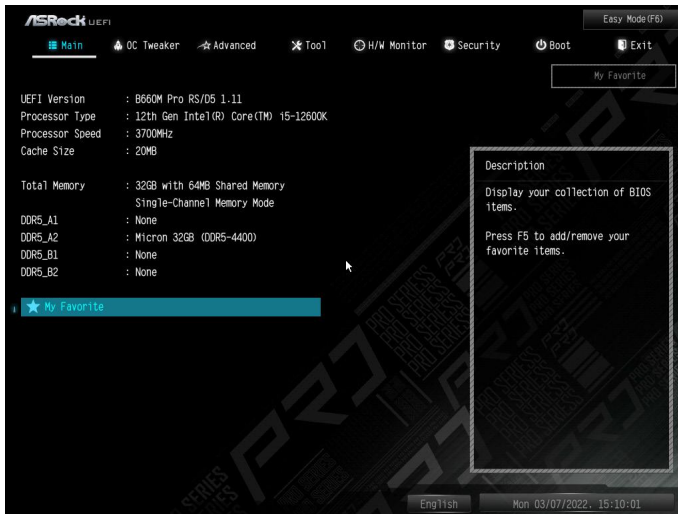 ASRock UEFI
Easy Mode(F6)
Main OC Tweaker Advanced Tool H/W Monitor Security Boot Exit
My Favorite
UEFI Version : B660M Pro RS/D5 1.11
Processor Type : 12th Gen Intel(R) Core(TM) i5-12600K
Processor Speed : 3700MHz
Cache Size : 20MB
Total Memory : 32GB with 64MB Shared Memory
Single-Channel Memory Mode
DDR5_A1 : None
DDR5_A2 : Micron 32GB (DDR5-4400)
DDR5_B1 : None
DDR5_B2 : None
My Favorite
Description
Display your collection of BIOS
items.
Press F5 to add/remove your
favorite items.
PRO SERIES
English
Mon 03/07/2022. 15:10:01